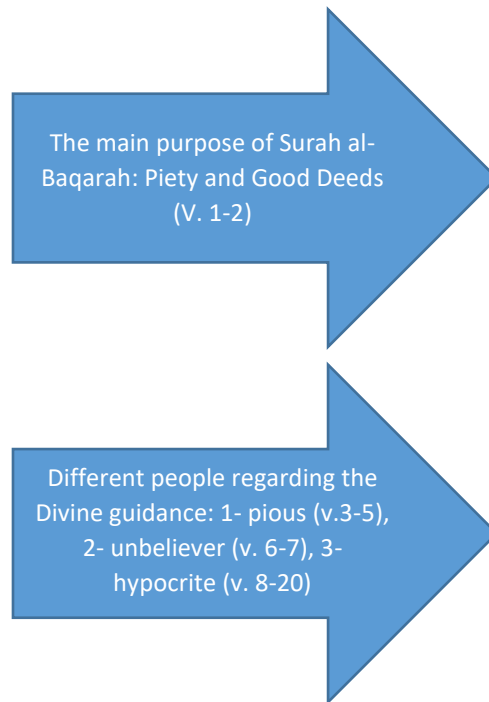 The main purpose of Surah al-
Baqarah: Piety and Good Deeds
(V. 1-2)
Different people regarding the
Divine guidance: 1- pious (v.3-5),
2- unbeliever (v. 6-7), 3-
hypocrite (v. 8-20)